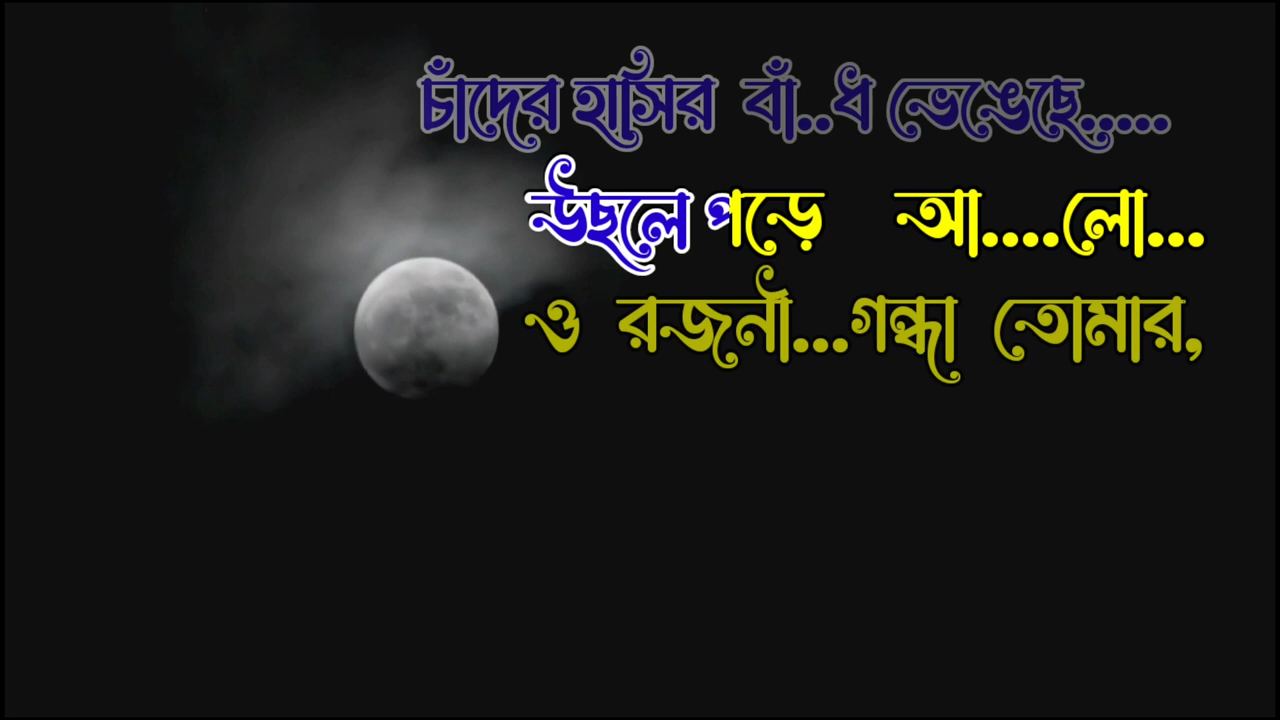 চাঁদের হাসির বাঁ..ধ ভেঙেছে.....
উছলে পড়ে আ....লো...
ও রজনী...গন্ধা তোমার,